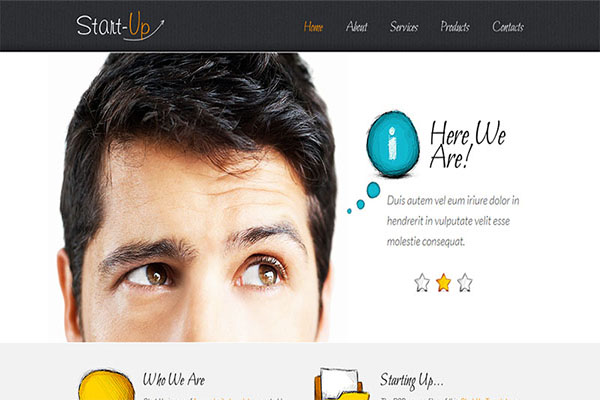 Start-Up
Home About Services Products Contacts
i
Here We
Are!
Duis autem vel eum iriure dolor in
hendrerit in vulputate velit esse
molestie consequat.
Who We Are
Starting Up...